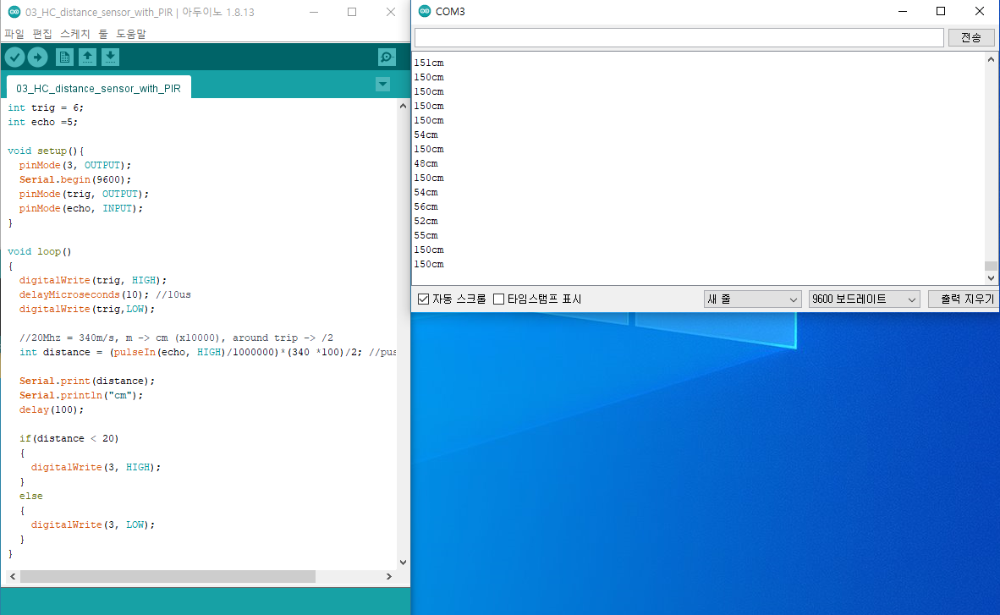 03_HC_distance_sensor_with_PIR | 아두이노 1.8.13
파일 편집 스케치 툴 도움말
03_HC_distance_sensor_with_PIR
int trig = 6;
int echo =5;
void setup(){
pinMode(3, OUTPUT);
Serial.begin(9600);
pinMode(trig, OUTPUT);
pinMode(echo, INPUT);
}
void loop()
{
digitalWrite(trig, HIGH);
delayMicroseconds(10); //10us
digitalWrite(trig,LOW);
//20Mhz = 340m/s, m -> cm (x10000), around trip -> /2
int distance = (pulseIn(echo, HIGH)/1000000)*(340 *100)/2; //pus
Serial.print(distance);
Serial.println("cm");
delay(100);
if(distance < 20)
{
digitalWrite(3, HIGH);
}
else
{
digitalWrite(3, LOW);
}
}
COM3
전송
151cm
150cm
150cm
150cm
150cm
54cm
150cm
48cm
150cm
54cm
56cm
52cm
55cm
150cm
150cm
자동 스크롤 타임스탬프 표시 새 줄 9600 보드레이트 출력 지우기